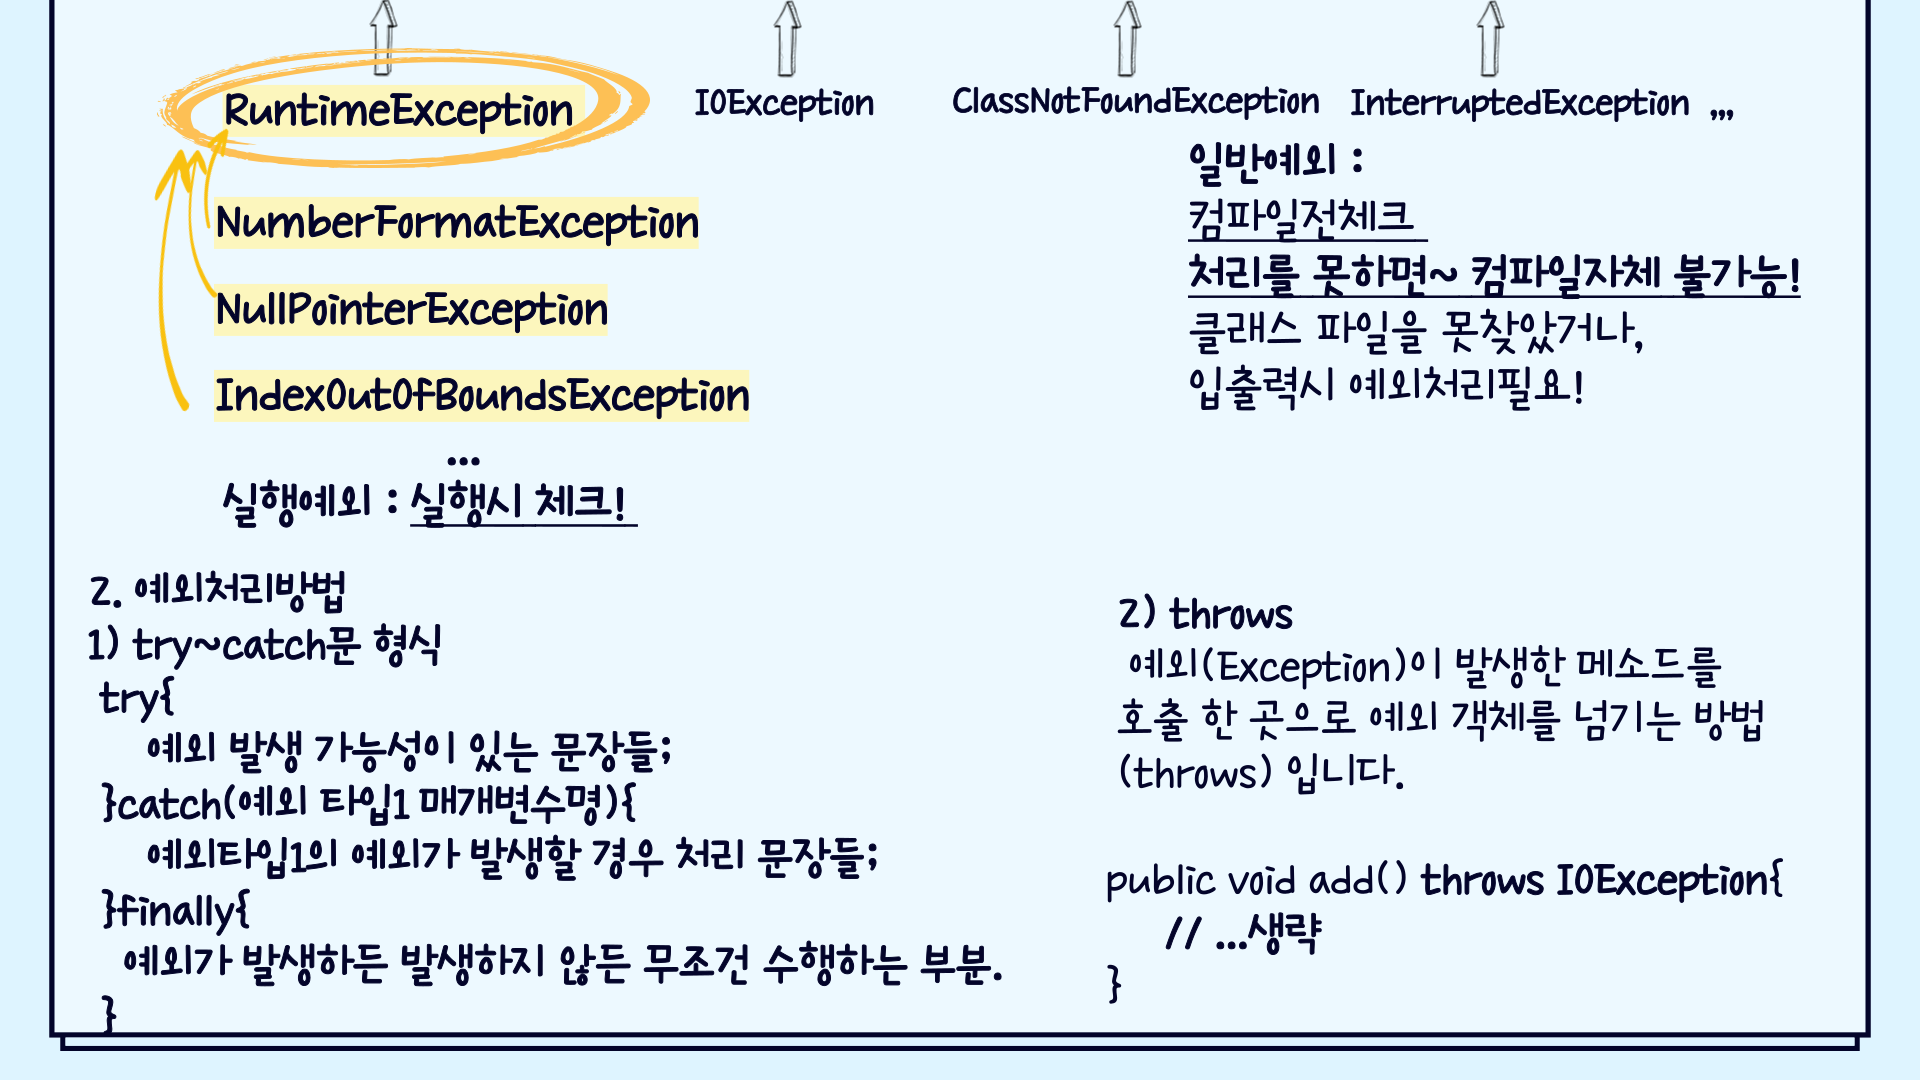 RuntimeException IOException ClassNotFoundException InterruptedException ,,,
NumberFormatException
NullPointerException
IndexOutOfBoundsException
...
실행예외 : 실행시 체크!
일반예외 :
컴파일전체크
처리를 못하면~ 컴파일자체 불가능!
클래스 파일을 못찾았거나,
입출력시 예외처리필요!
2. 예외처리방법
1) try~catch문 형식
try{
예외 발생 가능성이 있는 문장들;
}catch(예외 타입1 매개변수명){
예외타입1의 예외가 발생할 경우 처리 문장들;
}finally{
예외가 발생하든 발생하지 않든 무조건 수행하는 부분.
}
2) throws
예외(Exception)이 발생한 메소드를
호출 한 곳으로 예외 객체를 넘기는 방법
(throws) 입니다.
public void add() throws IOException{
// ...생략
}